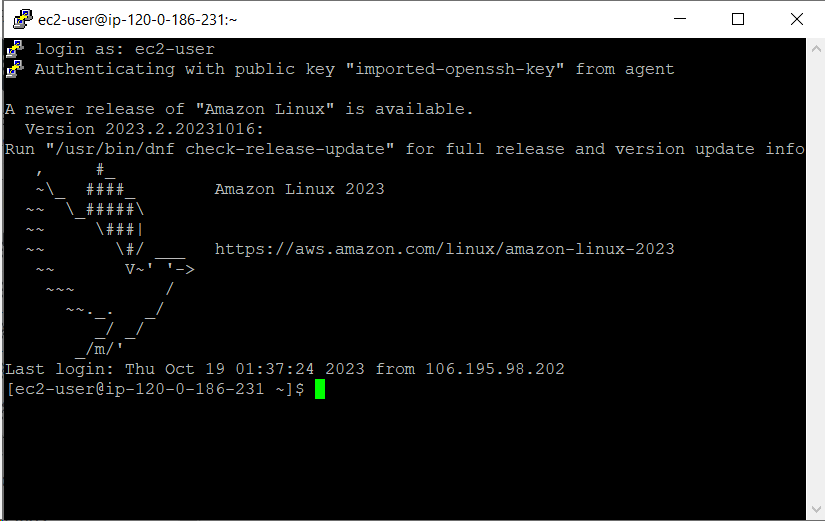 ec2-user@ip-120-0-186-231:~
login as: ec2-user
Authenticating with public key "imported-openssh-key" from agent
A newer release of "Amazon Linux" is available.
  Version 2023.2.20231016:
Run "/usr/bin/dnf check-release-update" for full release and version update info
   ,     #_
   ~\_  ####_        Amazon Linux 2023
  ~~  \_#####\
  ~~     \###|
  ~~       \#/ ___   https://aws.amazon.com/linux/amazon-linux-2023
   ~~       V~' '->
    ~~~         /
      ~~._.   _/
         _/ _/
       _/m/'
Last login: Thu Oct 19 01:37:24 2023 from 106.195.98.202
[ec2-user@ip-120-0-186-231 ~]$